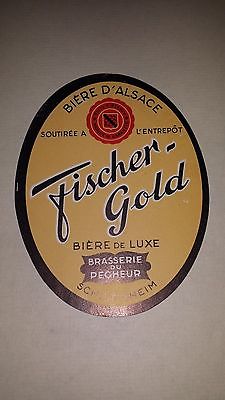 BIÈRE D'ALSACE
SOUTIRÉE A L'ENTREPÔT
Fischer-
Gold
BIÈRE DE LUXE
BRASSERIE
DU
PÊCHEUR